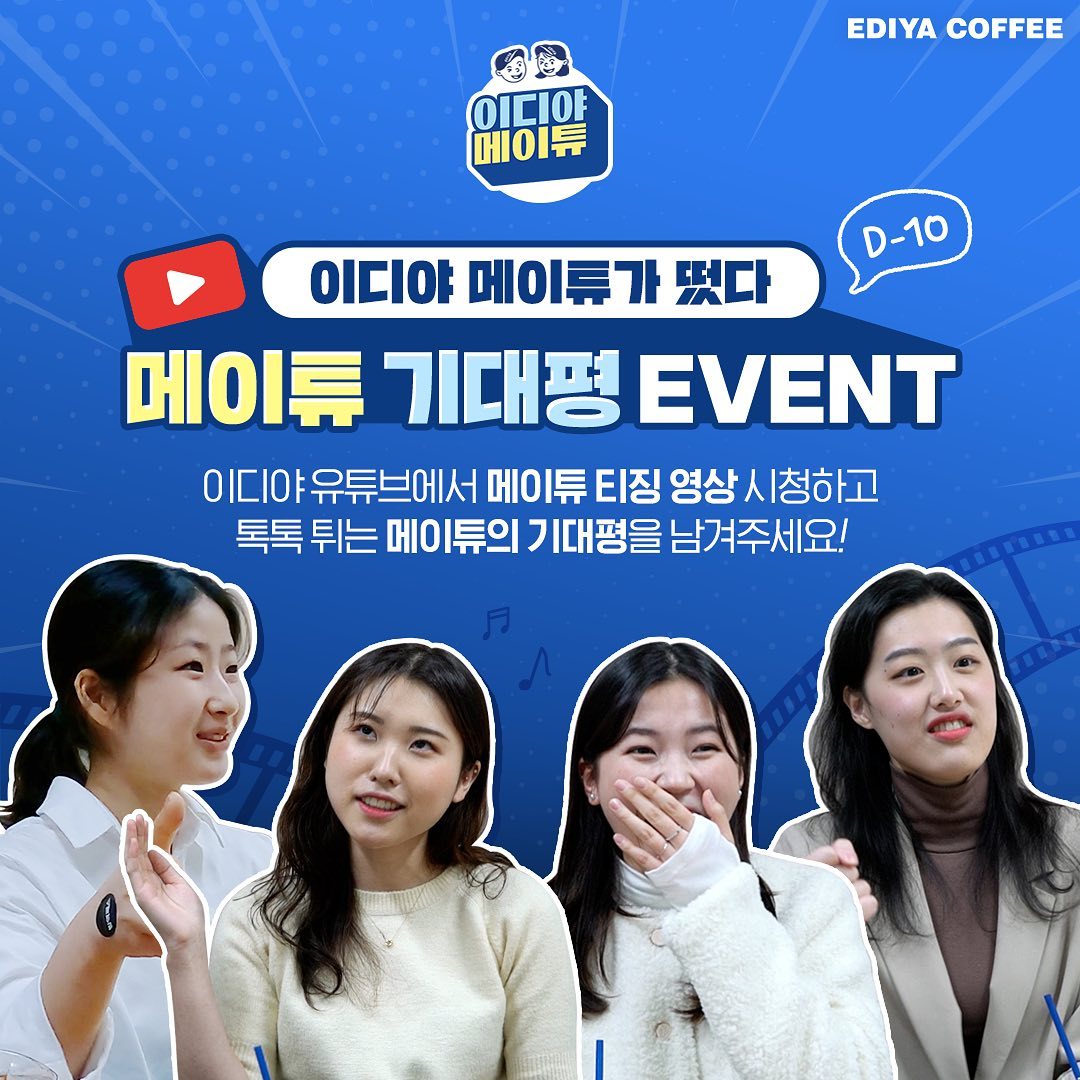 EDIYA COFFEE
이디야
메이튜
D-10
이디야 메이튜가 떴다
메이튜 기대평 EVENT
이디야 유튜브에서 메이튜 티징 영상 시청하고
톡톡 튀는 메이튜의 기대평을 남겨주세요!